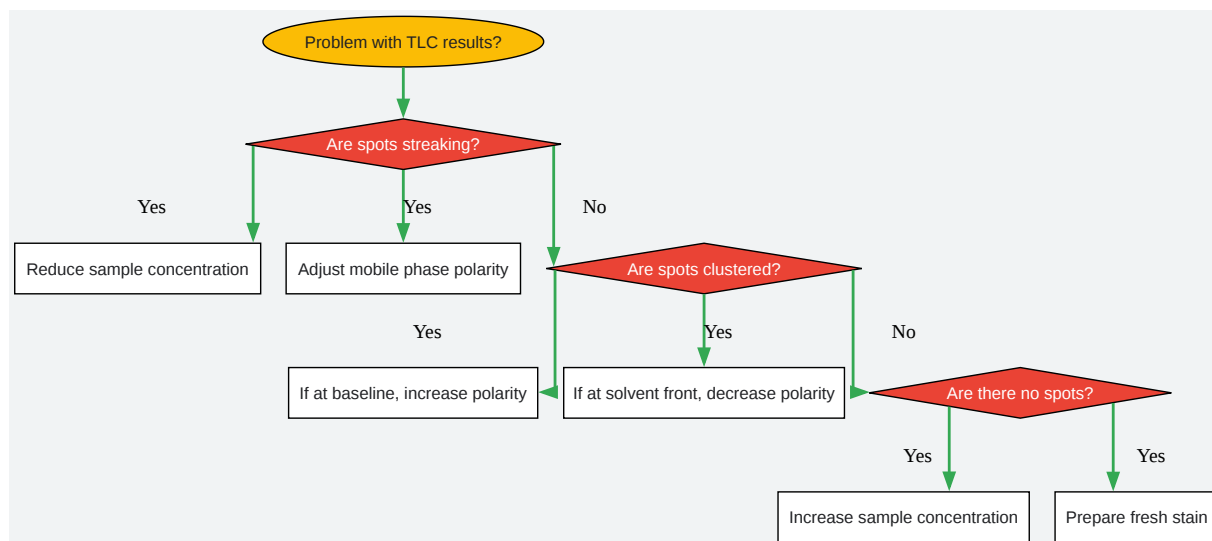 Problem with TLC results?
Are spots streaking?
Yes
Yes
No
Reduce sample concentration
Adjust mobile phase polarity
Are spots clustered?
Yes
Yes
No
If at baseline, increase polarity
If at solvent front, decrease polarity
Are there no spots?
Yes
Yes
Increase sample concentration
Prepare fresh stain